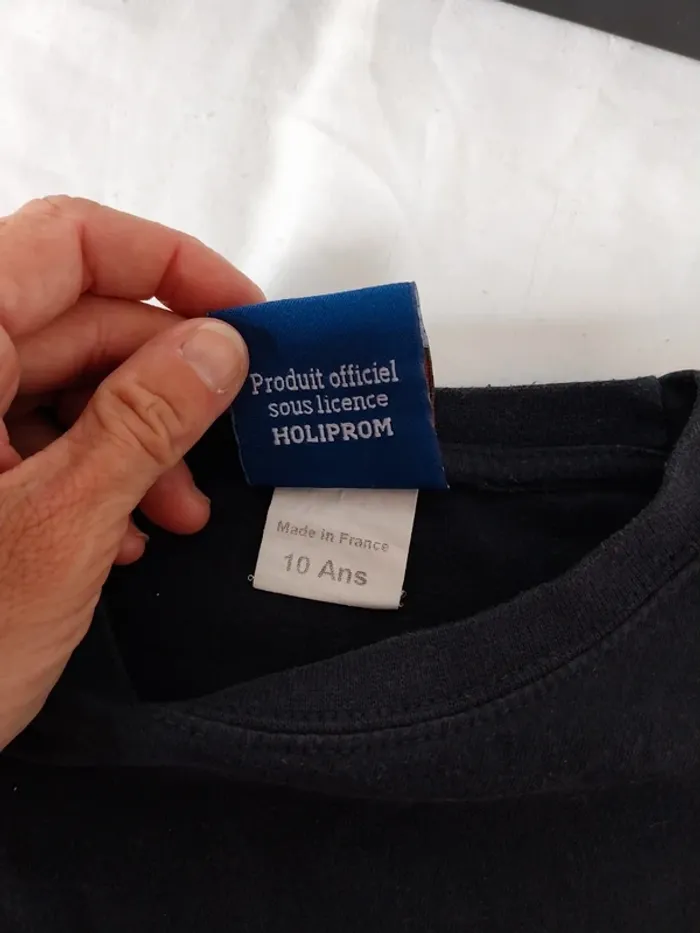 Produit officiel
sous licence
HOLIPROM
Made in France
10 Ans